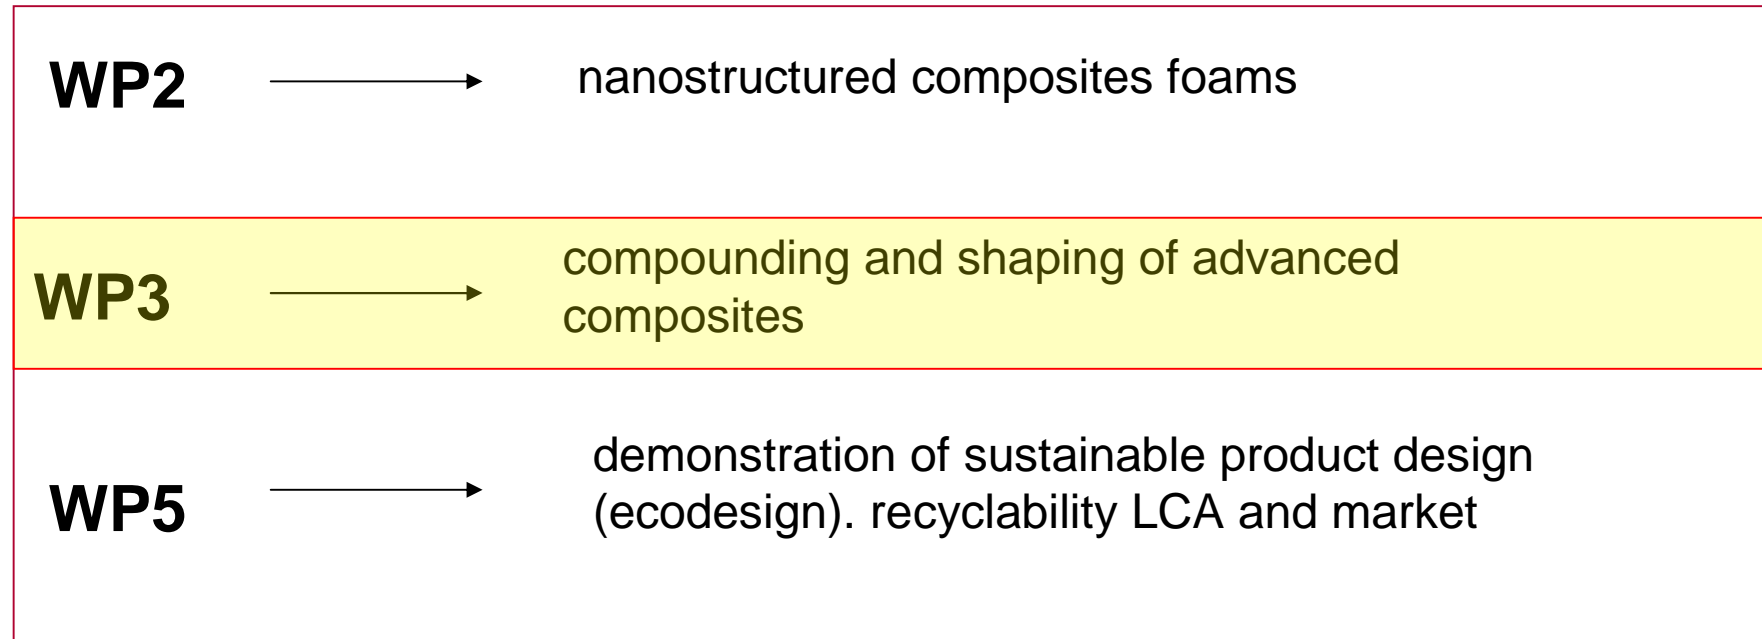 WP2 nanostructured composites foams
WP3 compounding and shaping of advanced
composites
WP5 demonstration of sustainable product design
(ecodesign). recyclability LCA and market